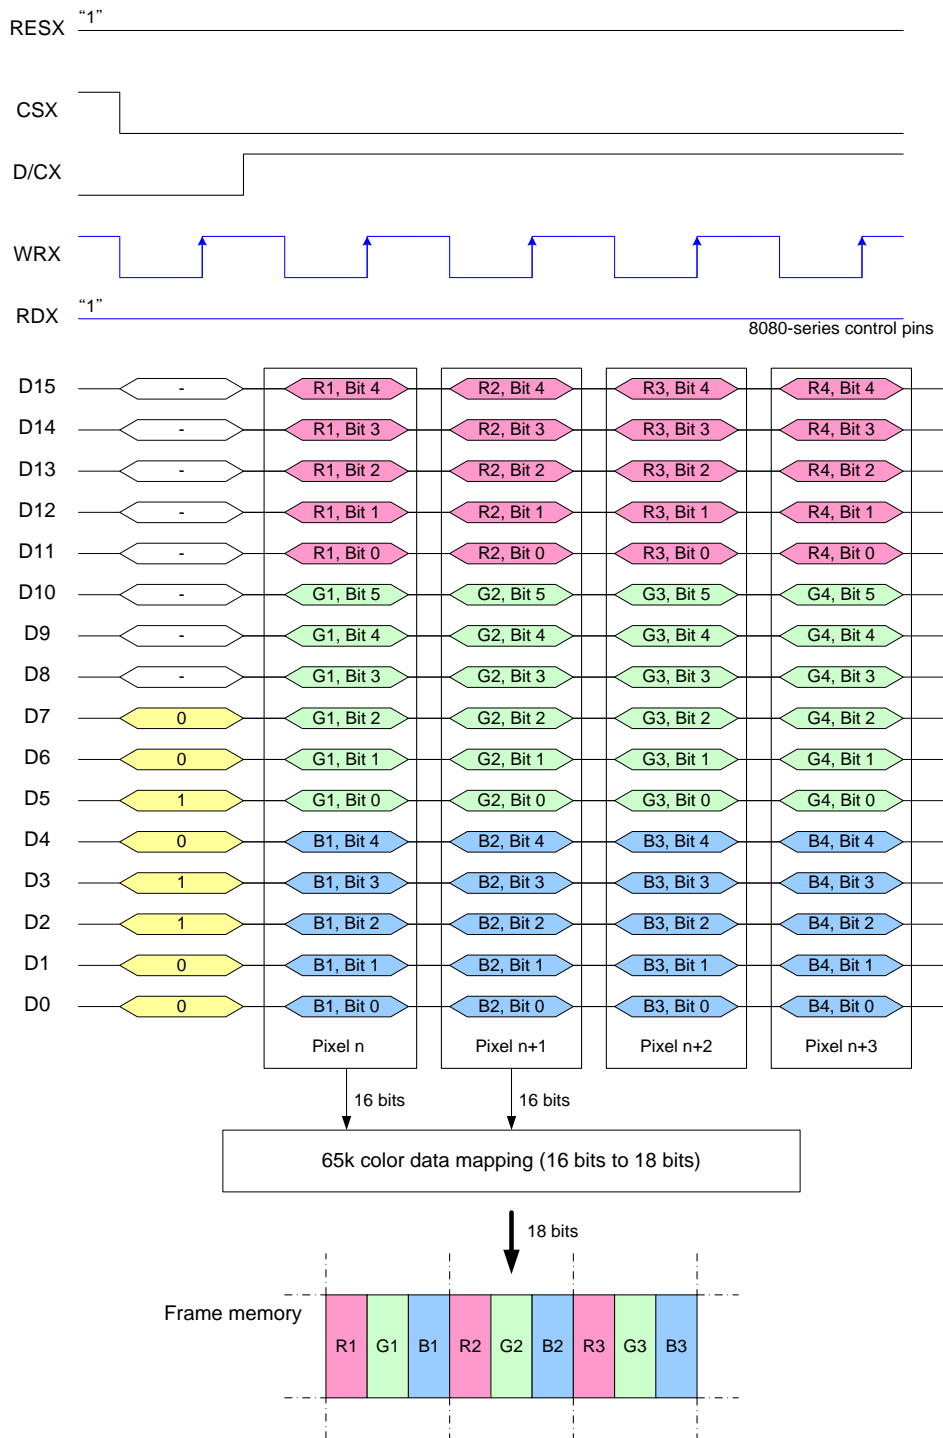 RESX “1”
CSX
D/CX
WRX
RDX “1”
8080-series control pins
D15 - R1, Bit 4 R2, Bit 4 R3, Bit 4 R4, Bit 4
D14 - R1, Bit 3 R2, Bit 3 R3, Bit 3 R4, Bit 3
D13 - R1, Bit 2 R2, Bit 2 R3, Bit 2 R4, Bit 2
D12 - R1, Bit 1 R2, Bit 1 R3, Bit 1 R4, Bit 1
D11 - R1, Bit 0 R2, Bit 0 R3, Bit 0 R4, Bit 0
D10 - G1, Bit 5 G2, Bit 5 G3, Bit 5 G4, Bit 5
D9 - G1, Bit 4 G2, Bit 4 G3, Bit 4 G4, Bit 4
D8 - G1, Bit 3 G2, Bit 3 G3, Bit 3 G4, Bit 3
D7 0 G1, Bit 2 G2, Bit 2 G3, Bit 2 G4, Bit 2
D6 0 G1, Bit 1 G2, Bit 1 G3, Bit 1 G4, Bit 1
D5 1 G1, Bit 0 G2, Bit 0 G3, Bit 0 G4, Bit 0
D4 0 B1, Bit 4 B2, Bit 4 B3, Bit 4 B4, Bit 4
D3 1 B1, Bit 3 B2, Bit 3 B3, Bit 3 B4, Bit 3
D2 1 B1, Bit 2 B2, Bit 2 B3, Bit 2 B4, Bit 2
D1 0 B1, Bit 1 B2, Bit 1 B3, Bit 1 B4, Bit 1
D0 0 B1, Bit 0 B2, Bit 0 B3, Bit 0 B4, Bit 0
Pixel n Pixel n+1 Pixel n+2 Pixel n+3
16 bits 16 bits
65k color data mapping (16 bits to 18 bits)
18 bits
Frame memory
R1 G1 B1 R2 G2 B2 R3 G3 B3